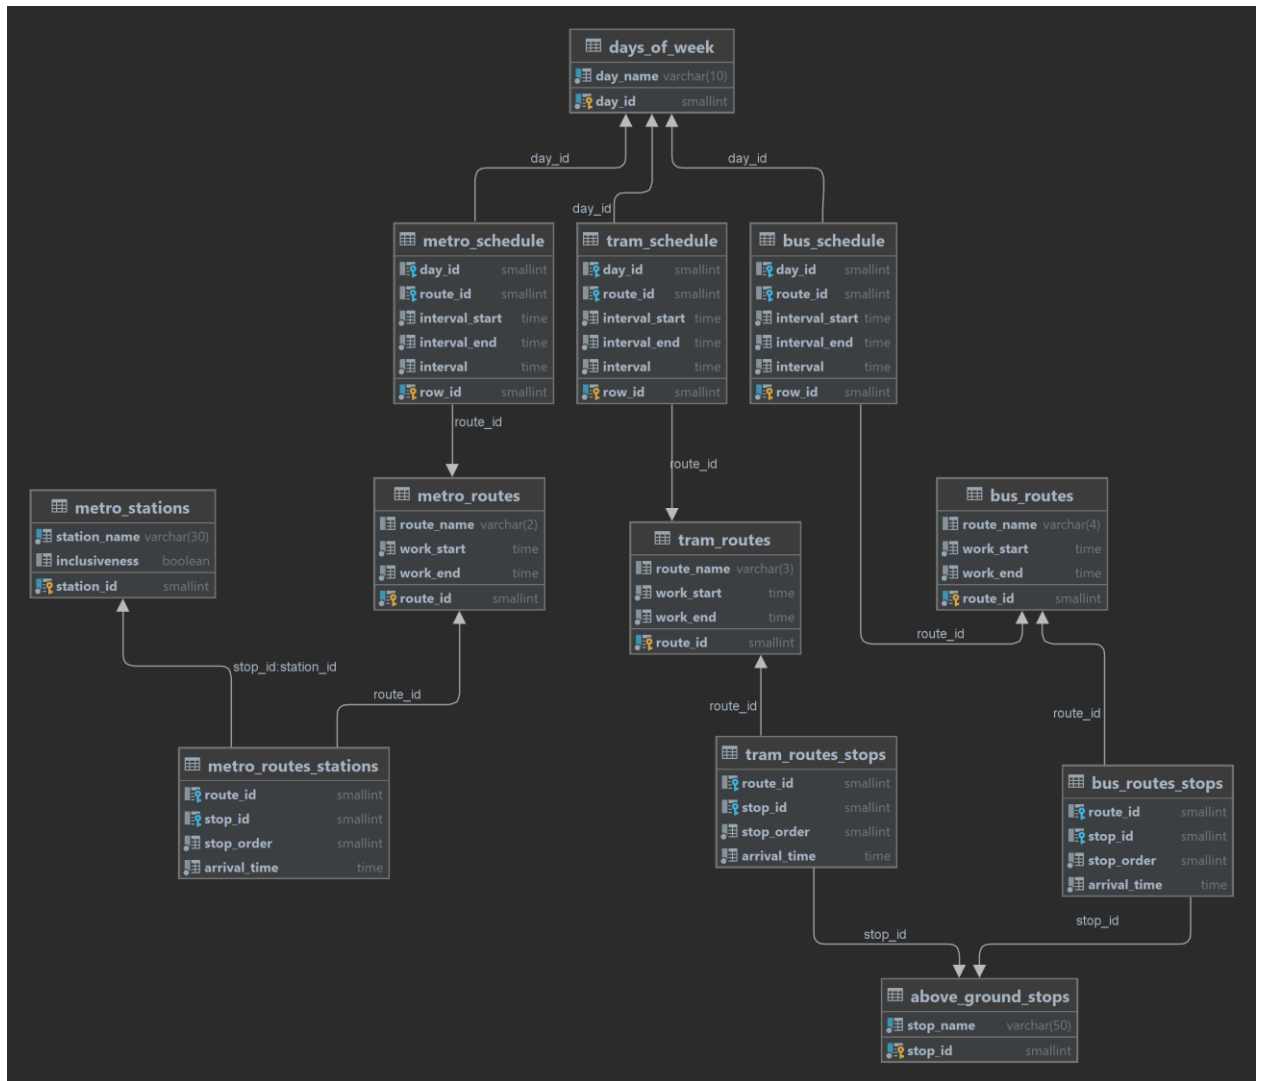 days_of_week
day_name varchar(10)
day_id smallint
day_id
day_id
day_id
metro_schedule
day_id smallint
route_id smallint
interval_start time
interval_end time
interval time
row_id smallint
tram_schedule
day_id smallint
route_id smallint
interval_start time
interval_end time
interval time
row_id smallint
bus_schedule
day_id smallint
route_id smallint
interval_start time
interval_end time
interval time
row_id smallint
route_id
route_id
route_id
metro_stations
station_name varchar(30)
inclusiveness boolean
station_id smallint
metro_routes
route_name varchar(2)
work_start time
work_end time
route_id smallint
tram_routes
route_name varchar(3)
work_start time
work_end time
route_id smallint
bus_routes
route_name varchar(4)
work_start time
work_end time
route_id smallint
stop_id:station_id
route_id
route_id
route_id
metro_routes_stations
route_id smallint
stop_id smallint
stop_order smallint
arrival_time time
tram_routes_stops
route_id smallint
stop_id smallint
stop_order smallint
arrival_time time
bus_routes_stops
route_id smallint
stop_id smallint
stop_order smallint
arrival_time time
stop_id
stop_id
above_ground_stops
stop_name varchar(50)
stop_id smallint